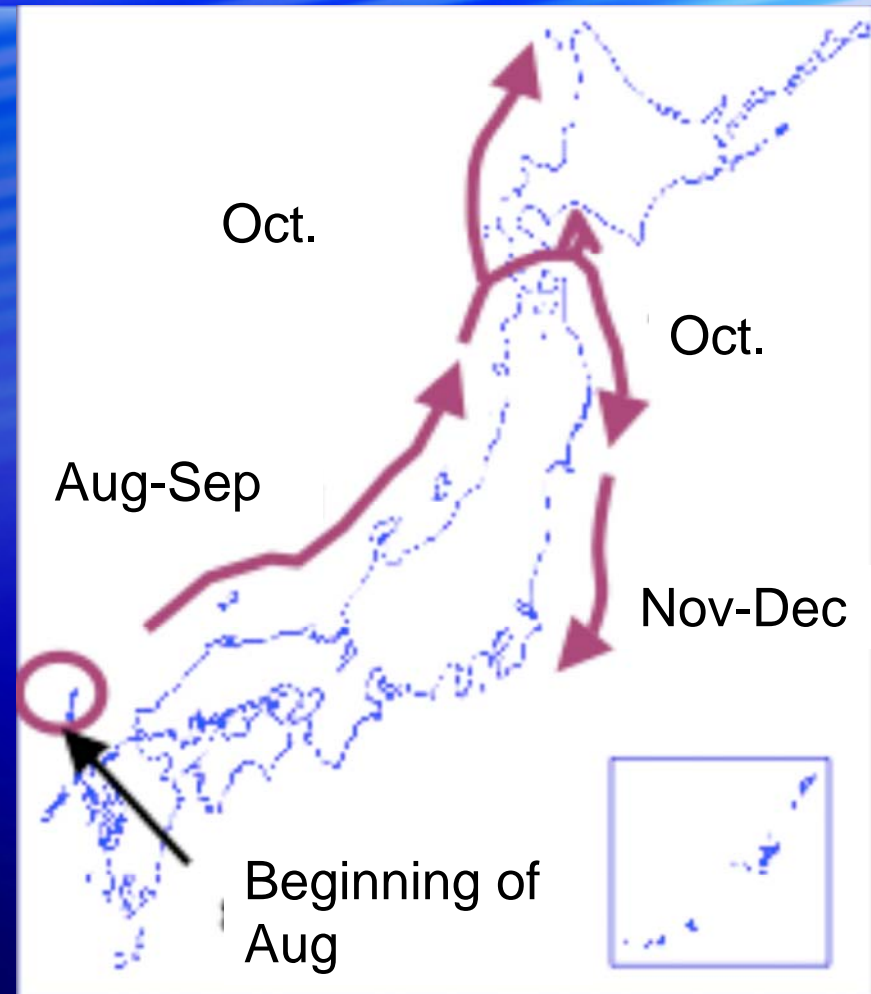 Oct.
Oct.
Aug-Sep
Nov-Dec
Beginning of
Aug